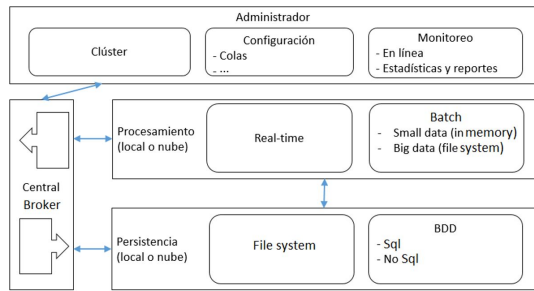 Administrador
Clúster
Configuración
- Colas
- ...
Monitoreo
- En línea
- Estadísticas y reportes
Central
Broker
Procesamiento
(local o nube)
Real-time
Batch
- Small data (in memory)
- Big data (file system)
Persistencia
(local o nube)
File system
BDD
- Sql
- No Sql